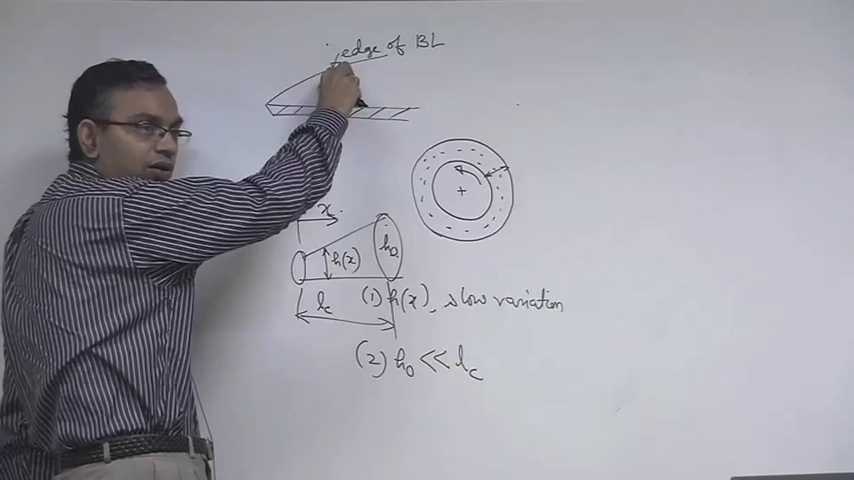 edge of BL
x
h(x)
h0
lc
(1) h(x), slow variation
(2) h0 << lc